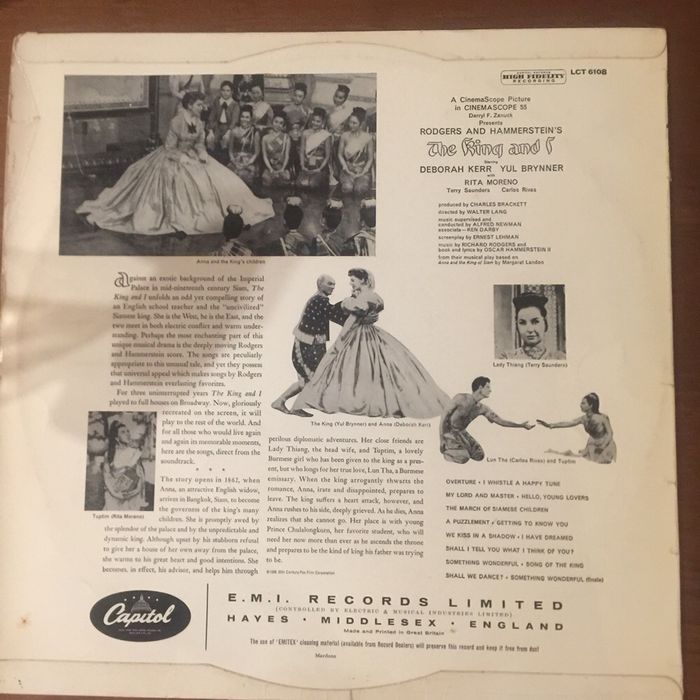 HIGH FIDELITY
RECORDING
LCT 6108
A CinemaScope Picture
in CINEMASCOPE 55
Darryl F. Zanuck
Presents
RODGERS AND HAMMERSTEIN'S
The King and I
Starring
DEBORAH KERR YUL BRYNNER
with
RITA MORENO
Terry Saunders Carlos Rivas
produced by CHARLES BRACKETT
directed by WALTER LANG
music supervised and
conducted by ALFRED NEWMAN
associate - KEN DARBY
screenplay by ERNEST LEHMAN
music by RICHARD RODGERS and
book and lyrics by OSCAR HAMMERSTEIN II
from their musical play based on
Anna and the King of Siam by Margaret Landon
Anna and the King's children
Against an exotic background of the Imperial
Palace in mid-nineteenth century Siam, The
King and I unfolds an odd yet compelling story of
an English school teacher and the "uncivilized"
Siamese king. She is the West, he is the East, and the
two meet in both electric conflict and warm under-
standing. Perhaps the most enchanting part of this
unique musical drama is the deeply moving Rodgers
and Hammerstein score. The songs are peculiarly
appropriate to this unusual tale, and yet they possess
that universal appeal which makes songs by Rodgers
and Hammerstein everlasting favorites.
For three uninterrupted years The King and I
played to full houses on Broadway. Now, gloriously
recreated on the screen, it will
play to the rest of the world. And
for all those who would live again
and again its memorable moments,
here are the songs, direct from the
soundtrack.
* * *
The story opens in 1862, when
Anna, an attractive English widow,
arrives in Bangkok, Siam, to become
the governess of the king's many
children. She is promptly awed by
the splendor of the palace and by the unpredictable and
dynamic king. Although upset by his stubborn refusal
to give her a house of her own away from the palace,
she warms to his great heart and good intentions. She
becomes, in effect, his advisor, and helps him through
Tuptim (Rita Moreno)
The King (Yul Brynner) and Anna (Deborah Kerr)
perilous diplomatic adventures. Her close friends are
Lady Thiang, the head wife, and Tuptim, a lovely
Burmese girl who has been given to the king as a pres-
ent, but who longs for her true love, Lun Tha, a Burmese
emissary. When the king arrogantly thwarts the
romance, Anna, irate and disappointed, prepares to
leave. The king suffers a heart attack, however, and
Anna rushes to his side, deeply grieved. As he dies, Anna
realizes that she cannot go. Her place is with young
Prince Chulalongkorn, her favorite student, who will
need her now more than ever as he ascends the throne
and prepares to be the kind of king his father was trying
to be.
©1956 20th Century-Fox Film Corporation
Lady Thiang (Terry Saunders)
Lun Tha (Carlos Rivas) and Tuptim
OVERTURE • I WHISTLE A HAPPY TUNE
MY LORD AND MASTER • HELLO, YOUNG LOVERS
THE MARCH OF SIAMESE CHILDREN
A PUZZLEMENT • GETTING TO KNOW YOU
WE KISS IN A SHADOW • I HAVE DREAMED
SHALL I TELL YOU WHAT I THINK OF YOU?
SOMETHING WONDERFUL • SONG OF THE KING
SHALL WE DANCE? • SOMETHING WONDERFUL (finale)
Capitol
E.M.I. RECORDS LIMITED
(CONTROLLED BY ELECTRIC & MUSICAL INDUSTRIES LIMITED)
HAYES • MIDDLESEX • ENGLAND
Made and Printed in Great Britain
The use of 'EMITEX' cleaning material (available from Record Dealers) will preserve this record and keep it free from dust
Mardons